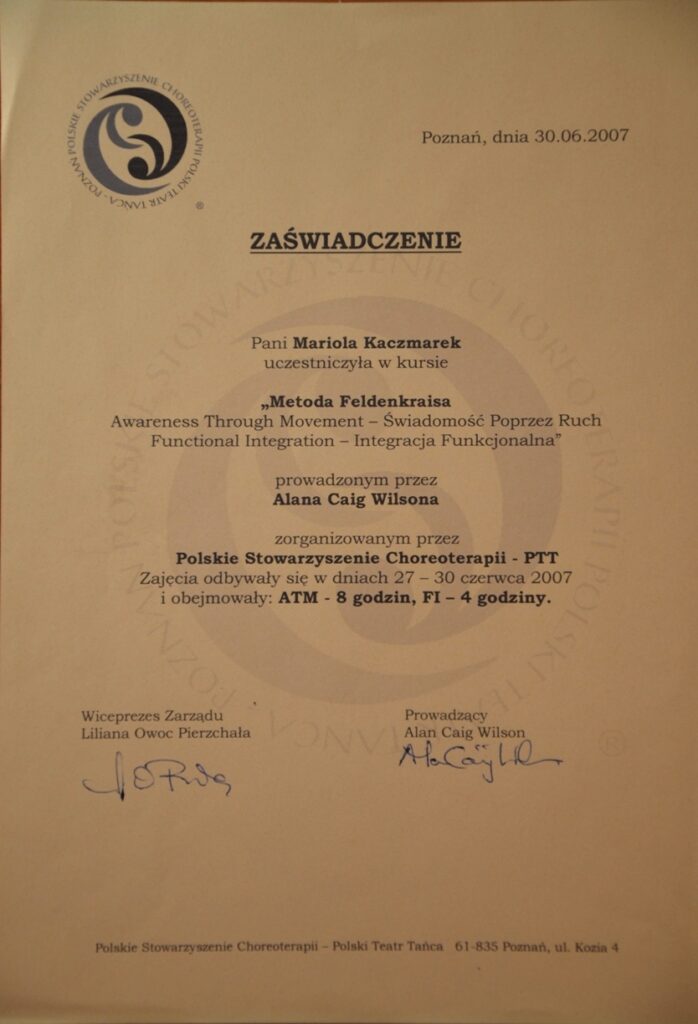 POZNAŃ POLSKIE STOWARZYSZENIE CHOREOTERAPII POLSKI TEATR TAŃCA -
®
Poznań, dnia 30.06.2007
ZAŚWIADCZENIE
Pani Mariola Kaczmarek
uczestniczyła w kursie
„Metoda Feldenkraisa
Awareness Through Movement – Świadomość Poprzez Ruch
Functional Integration – Integracja Funkcjonalna”
prowadzonym przez
Alana Caig Wilsona
zorganizowanym przez
Polskie Stowarzyszenie Choreoterapii - PTT
Zajęcia odbywały się w dniach 27 – 30 czerwca 2007
i obejmowały: ATM - 8 godzin, FI – 4 godziny.
Wiceprezes Zarządu
Liliana Owoc Pierzchała
Prowadzący
Alan Caig Wilson
Polskie Stowarzyszenie Choreoterapii – Polski Teatr Tańca 61-835 Poznań, ul. Kozia 4